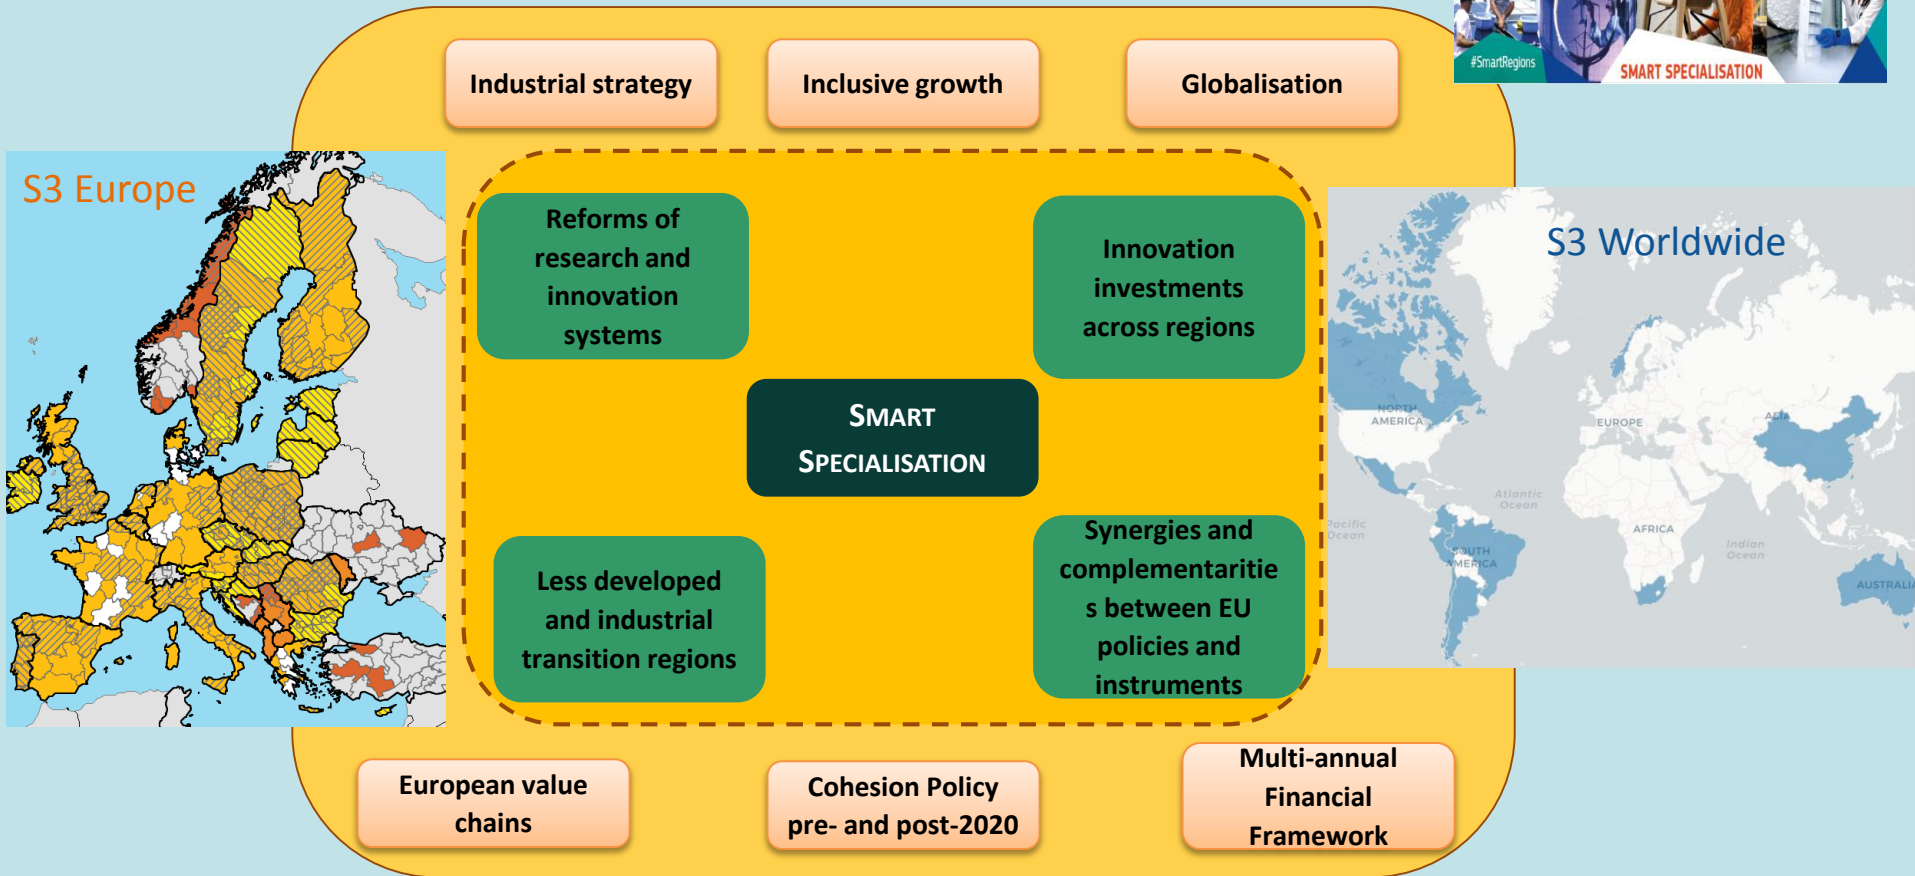 #SmartRegions
SMART SPECIALISATION
Industrial strategy
Inclusive growth
Globalisation
S3 Europe
Reforms of
research and
innovation
systems
Innovation
investments
across regions
S3 Worldwide
SMART
SPECIALISATION
NORTH
AMERICA
EUROPE
ASIA
Atlantic
Ocean
Pacific
Ocean
AFRICA
Indian
Ocean
SOUTH
AMERICA
AUSTRALIA
Less developed
and industrial
transition regions
Synergies and
complementaritie
s between EU
policies and
instruments
European value
chains
Cohesion Policy
pre- and post-2020
Multi-annual
Financial
Framework